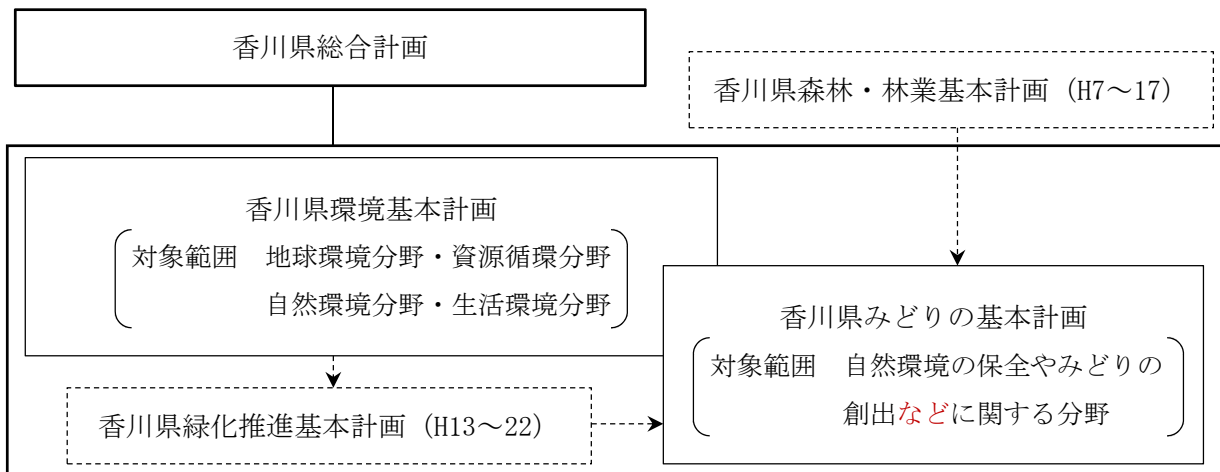 香川県総合計画
香川県森林・林業基本計画 (H7～17)
香川県環境基本計画
対象範囲 地球環境分野・資源循環分野
自然環境分野・生活環境分野
香川県みどりの基本計画
対象範囲 自然環境の保全やみどりの
創出などに関する分野
香川県緑化推進基本計画 (H13～22)